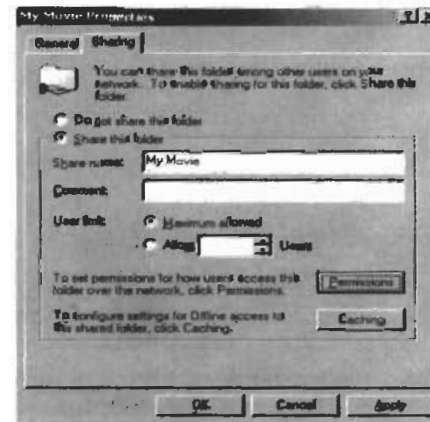 My Movie Properties
? X
General Sharing
You can share this folder among other users on your
network. To enable sharing for this folder, click Share this
folder.
Do not share this folder
Share this folder
Share name: My Movie
Comment:
User limit: Maximum allowed
Allow Users
To set permissions for how users access this
folder over the network, click Permissions.
Permissions
To configure settings for Offline access to
this shared folder, click Caching.
Caching
OK Cancel Apply